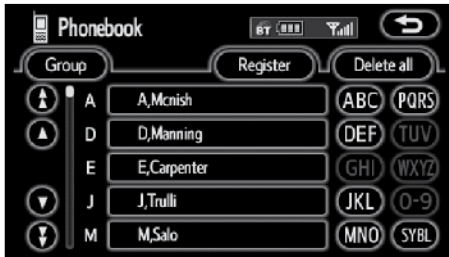 Phonebook BT
Group Register Delete all
A A,Mcnish ABC PQRS
D D,Manning DEF TUV
E E,Carpenter GHI WXYZ
J J,Trulli JKL 0-9
M M,Salo MNO SYBL